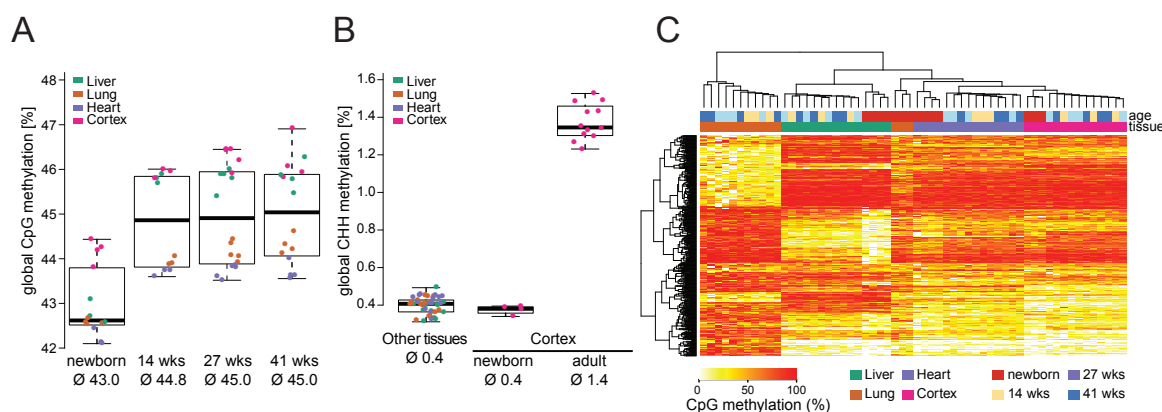 A
global CpG methylation [%]
48
47
46
45
44
43
42
Liver
Lung
Heart
Cortex
newborn 14 wks 27 wks 41 wks
Ø 43.0 Ø 44.8 Ø 45.0 Ø 45.0
B
global CHH methylation [%]
1.6
1.4
1.2
1.0
0.8
0.6
0.4
0.2
Liver
Lung
Heart
Cortex
Other tissues
Ø 0.4
Cortex
newborn adult
Ø 0.4 Ø 1.4
C
age
tissue
0 50 100
CpG methylation (%)
Liver Heart newborn 27 wks
Lung Cortex 14 wks 41 wks